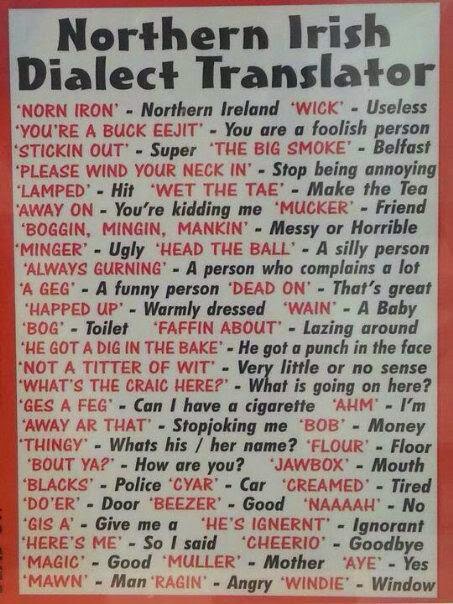 Northern Irish
Dialect Translator
'NORN IRON' - Northern Ireland 'WICK' - Useless
'YOU'RE A BUCK EEJIT' - You are a foolish person
'STICKIN OUT' - Super 'THE BIG SMOKE' - Belfast
'PLEASE WIND YOUR NECK IN' - Stop being annoying
'LAMPED' - Hit 'WET THE TAE' - Make the Tea
'AWAY ON - You're kidding me 'MUCKER' - Friend
'BOGGIN, MINGIN, MANKIN' - Messy or Horrible
'MINGER' - Ugly 'HEAD THE BALL' - A silly person
'ALWAYS GURNING' - A person who complains a lot
'A GEG' - A funny person 'DEAD ON' - That's great
'HAPPED UP' - Warmly dressed 'WAIN' - A Baby
'BOG' - Toilet 'FAFFIN ABOUT' - Lazing around
'HE GOT A DIG IN THE BAKE' - He got a punch in the face
'NOT A TITTER OF WIT' - Very little or no sense
'WHAT'S THE CRAIC HERE?' - What is going on here?
'GES A FEG' - Can I have a cigarette 'AHM' - I'm
'AWAY AR THAT' - Stopjoking me 'BOB' - Money
'THINGY' - Whats his / her name? 'FLOUR' - Floor
'BOUT YA?' - How are you? 'JAWBOX' - Mouth
'BLACKS' - Police 'CYAR' - Car 'CREAMED' - Tired
'DO'ER' - Door 'BEEZER' - Good 'NAAAAH' - No
'GIS A' - Give me a 'HE'S IGNERNT' - Ignorant
'HERE'S ME' - So I said 'CHEERIO' - Goodbye
'MAGIC' - Good 'MULLER' - Mother 'AYE' - Yes
'MAWN' - Man 'RAGIN' - Angry 'WINDIE' - Window